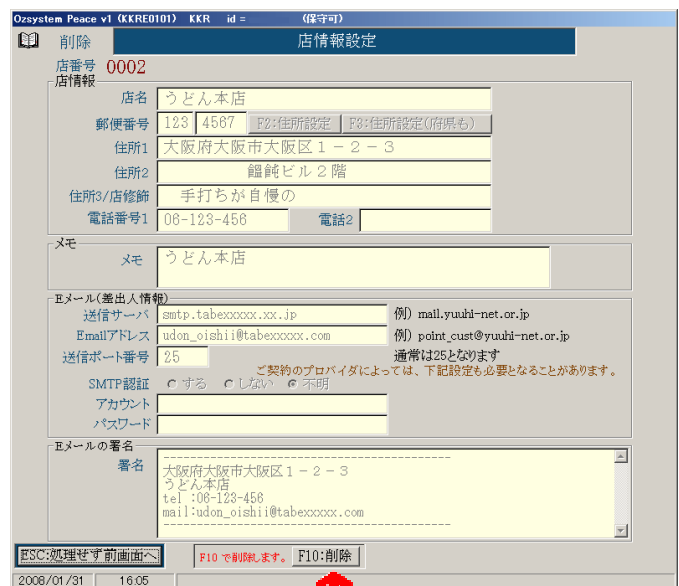 Ozsystem Peace v1 (KKRE0101) KKR id = (保守可)
削除 店情報設定
店番号 0002
店情報
店名 うどん本店
郵便番号 123 4567 F2:住所設定 F3:住所設定(府県も)
住所1 大阪府大阪市大阪区1-2-3
住所2 饂飩ビル2階
住所3/店修飾 手打ちが自慢の
電話番号1 06-123-456 電話2
メモ
メモ うどん本店
Eメール(差出人情報)
送信サーバ smtp.tabexxxxx.xx.jp 例) mail.yuuhi-net.or.jp
Emailアドレス udon_oishii@tabexxxxx.com 例) point_cust@yuuhi-net.or.jp
送信ポート番号 25 通常は25となります
ご契約のプロバイダによっては、下記設定も必要となることがあります。
SMTP認証 する しない 不明
アカウント
パスワード
Eメールの署名
署名 ------------------------------------------------
大阪府大阪市大阪区1-2-3
うどん本店
tel :06-123-456
mail:udon_oishii@tabexxxxx.com
------------------------------------------------
ESC:処理せず前画面へ F10 で削除します。 F10:削除
2008/01/31 16:05